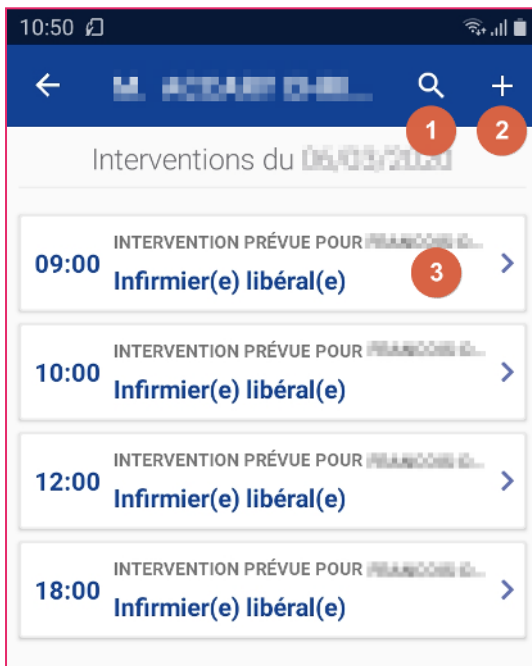 10:50
M.
1 2
Interventions du
INTERVENTION PRÉVUE POUR
09:00
Infirmier(e) libéral(e)
3
INTERVENTION PRÉVUE POUR
10:00
Infirmier(e) libéral(e)
INTERVENTION PRÉVUE POUR
12:00
Infirmier(e) libéral(e)
INTERVENTION PRÉVUE POUR
18:00
Infirmier(e) libéral(e)